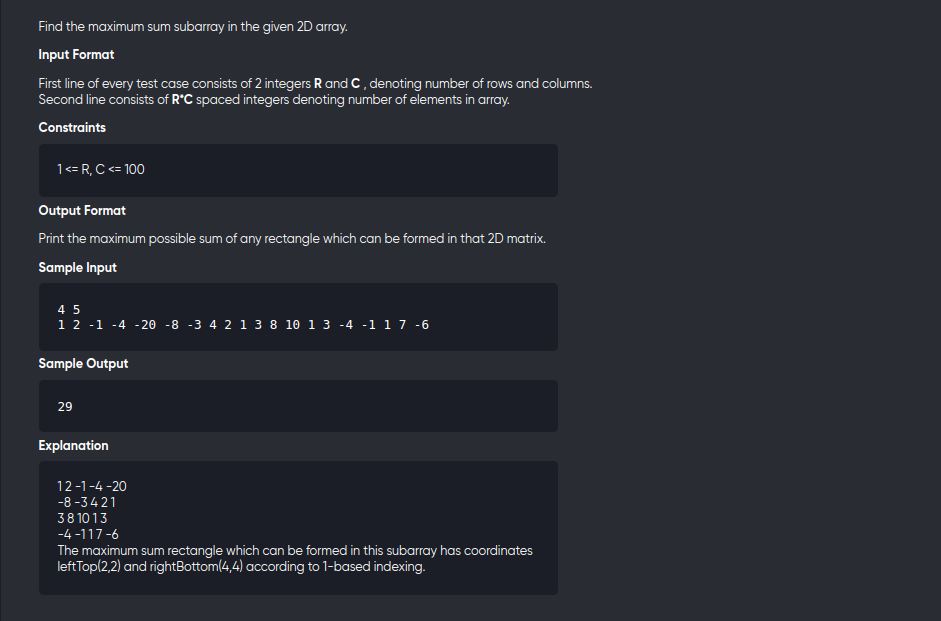 Find the maximum sum subarray in the given 2D array.
Input Format
First line of every test case consists of 2 integers R and C , denoting number of rows and columns.
Second line consists of R*C spaced integers denoting number of elements in array.
Constraints
1 <= R, C <= 100
Output Format
Print the maximum possible sum of any rectangle which can be formed in that 2D matrix.
Sample Input
4 5
1 2 -1 -4 -20 -8 -3 4 2 1 3 8 10 1 3 -4 -1 1 7 -6
Sample Output
29
Explanation
1 2 -1 -4 -20
-8 -3 4 2 1
3 8 10 1 3
-4 -1 1 7 -6
The maximum sum rectangle which can be formed in this subarray has coordinates
leftTop(2,2) and rightBottom(4,4) according to 1-based indexing.